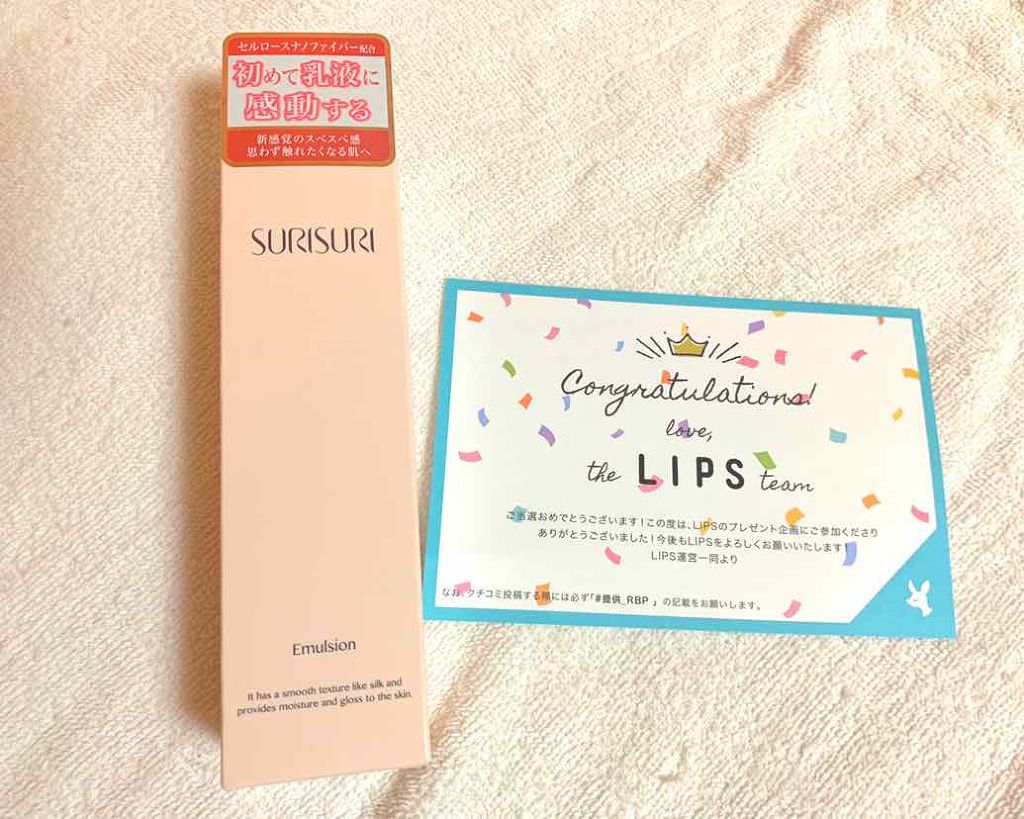 セルロースナノファイバー配合
初めて乳液に
感動する
新感覚のスベスベ感
思わず触れたくなる肌へ
SURISURI
Emulsion
It has a smooth texture like silk and
provides moisture and gloss to the skin.
Congratulations!
love,
the LIPS team
ご当選おめでとうございます！この度は、LIPSのプレゼント企画にご参加くださり
ありがとうございました！今後もLIPSをよろしくお願いいたします！
LIPS運営一同より
なお、クチコミ投稿する際には必ず「#提供_RBP 」の記載をお願いします。